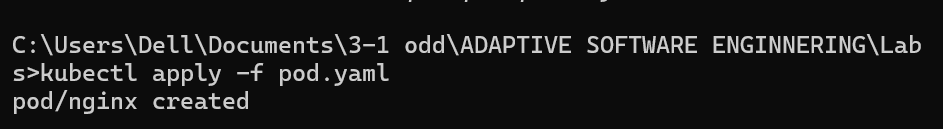 C:\Users\Dell\Documents\3-1 odd\ADAPTIVE SOFTWARE ENGINNERING\Lab
s>kubectl apply -f pod.yaml
pod/nginx created